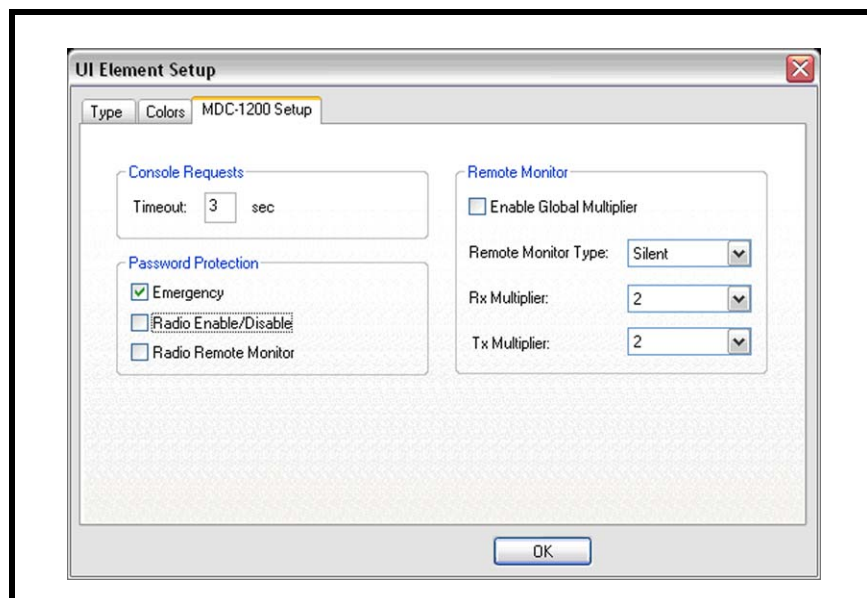 UI Element Setup
Type Colors MDC-1200 Setup
Console Requests
Timeout: 3 sec
Password Protection
Emergency
Radio Enable/Disable
Radio Remote Monitor
Remote Monitor
Enable Global Multiplier
Remote Monitor Type: Silent
Rx Multiplier: 2
Tx Multiplier: 2
OK